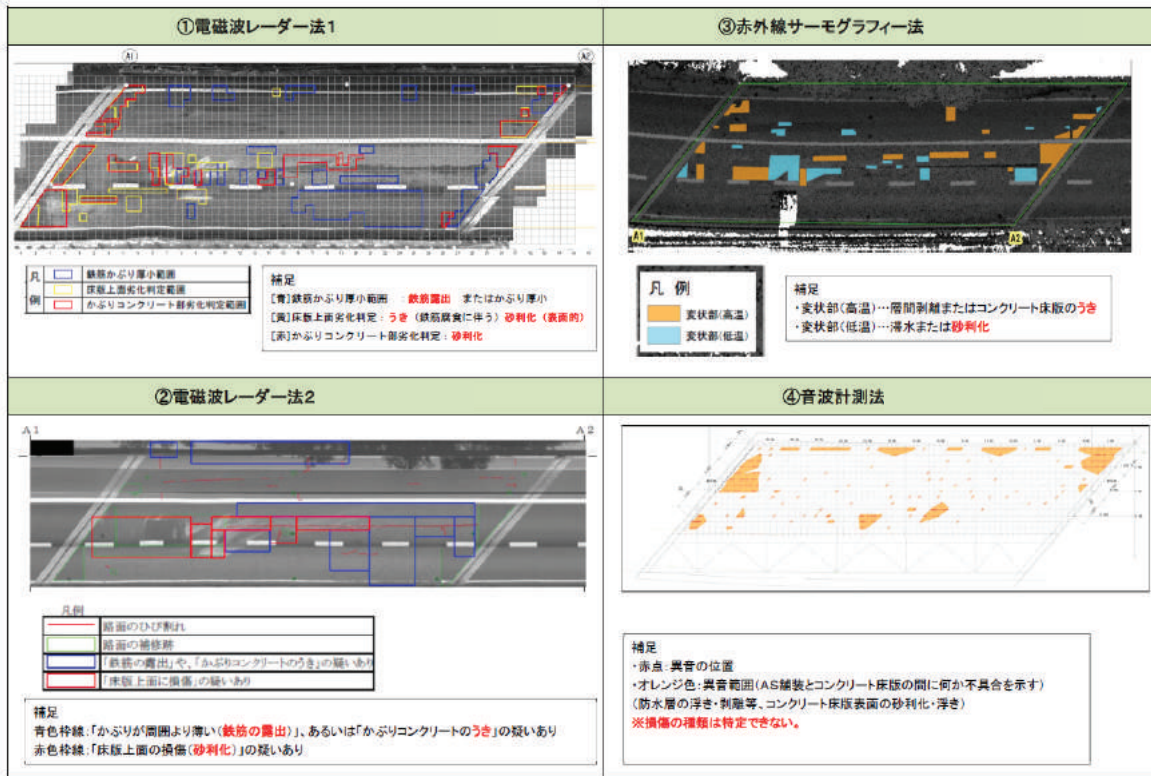 ①電磁波レーダー法1
A1
A2
凡例
鉄筋かぶり厚小範囲
床版上面劣化判定範囲
かぶりコンクリート部劣化判定範囲
補足
[青]鉄筋かぶり厚小範囲 :鉄筋露出 またはかぶり厚小
[黄]床版上面劣化判定:うき(鉄筋腐食に伴う)砂利化(表面的)
[赤]かぶりコンクリート部劣化判定:砂利化
③赤外線サーモグラフィー法
A1
A2
凡 例
変状部(高温)
変状部(低温)
補足
・変状部(高温)…層間剥離またはコンクリート床版のうき
・変状部(低温)…滞水または砂利化
②電磁波レーダー法2
A1
A2
凡例
路面のひび割れ
路面の補修跡
「鉄筋の露出」や、「かぶりコンクリートのうき」の疑いあり
「床版上面に損傷」の疑いあり
補足
青色枠線:「かぶりが周囲より薄い(鉄筋の露出)」、あるいは「かぶりコンクリートのうき」の疑いあり
赤色枠線:「床版上面の損傷(砂利化)」の疑いあり
④音波計測法
補足
・赤点:異音の位置
・オレンジ色:異音範囲(AS舗装とコンクリート床版の間に何か不具合を示す)
(防水層の浮き・剥離等、コンクリート床版表面の砂利化・浮き)
※損傷の種類は特定できない。